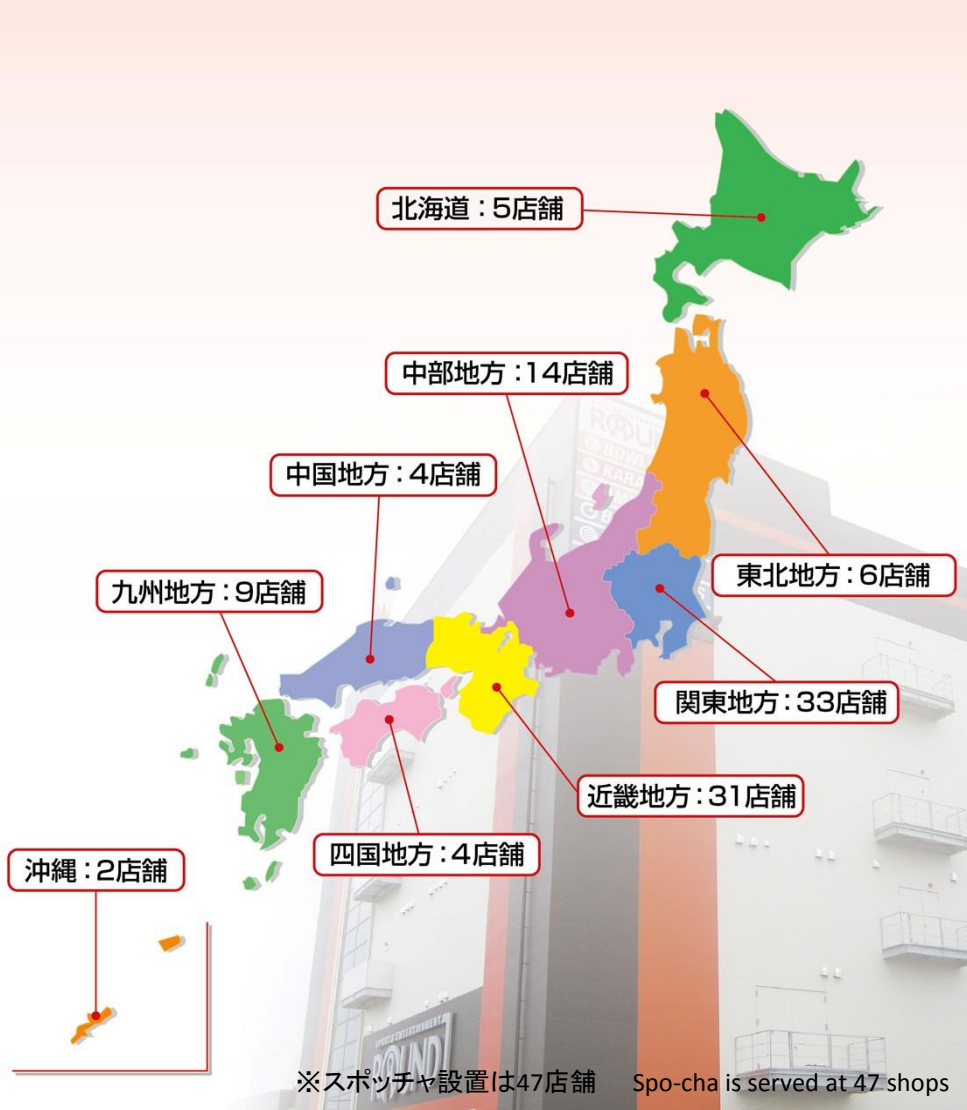 北海道：5店舗
中部地方：14店舗
中国地方：4店舗
東北地方：6店舗
九州地方：9店舗
関東地方：33店舗
近畿地方：31店舗
四国地方：4店舗
沖縄：2店舗
SPORTS ENTERTAINMENT
ROUND1
※スポッチャ設置は47店舗 Spo-cha is served at 47 shops